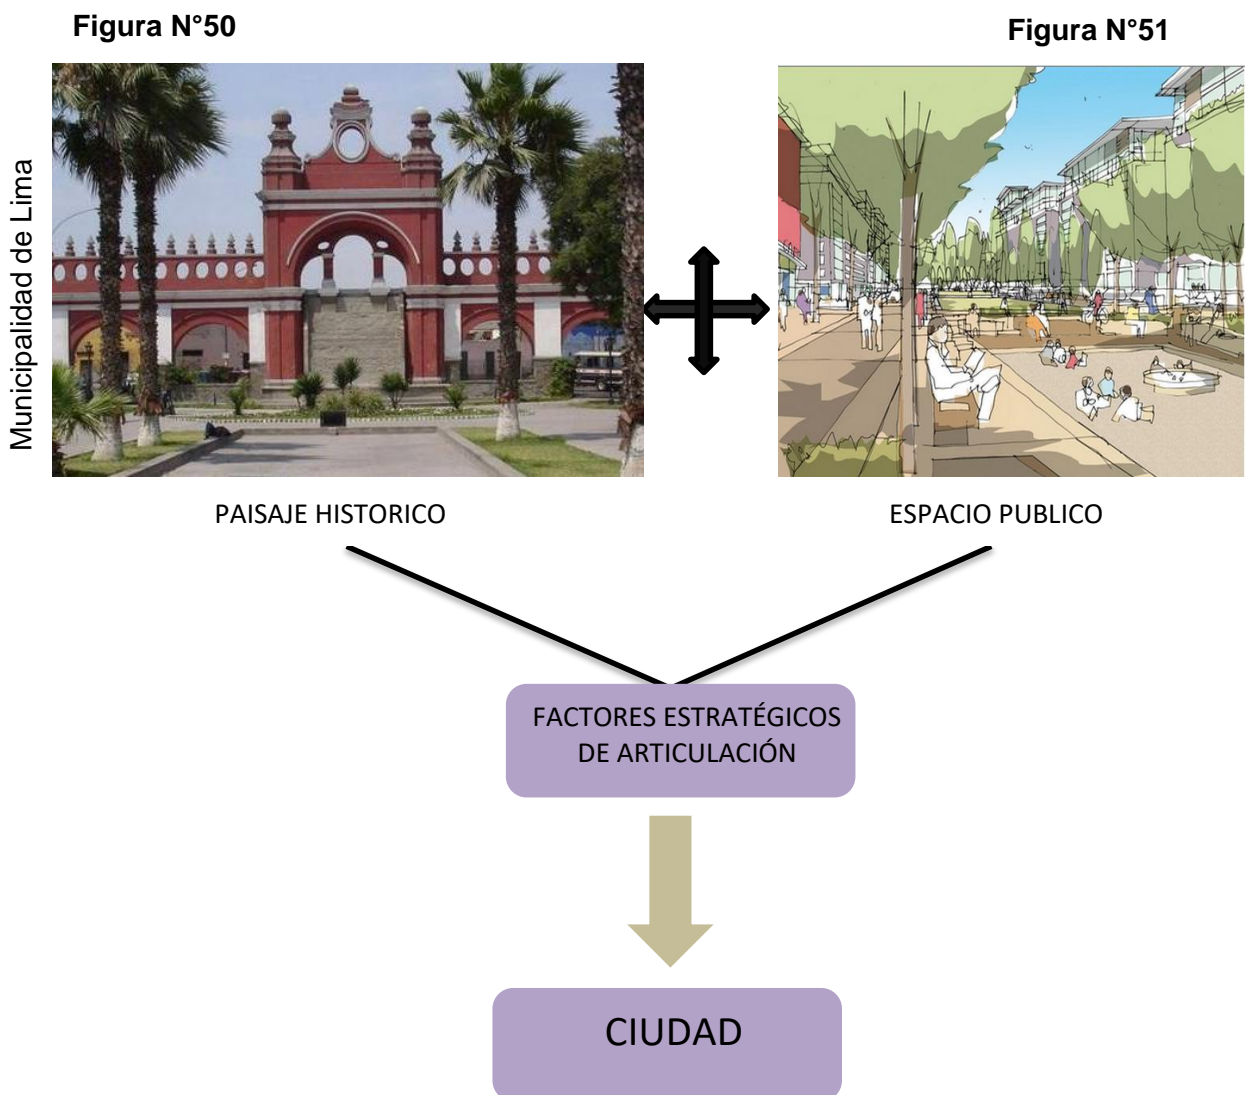 Figura N°50
Figura N°51
Municipalidad de Lima
PAISAJE HISTORICO
ESPACIO PUBLICO
FACTORES ESTRATÉGICOS
DE ARTICULACIÓN
CIUDAD